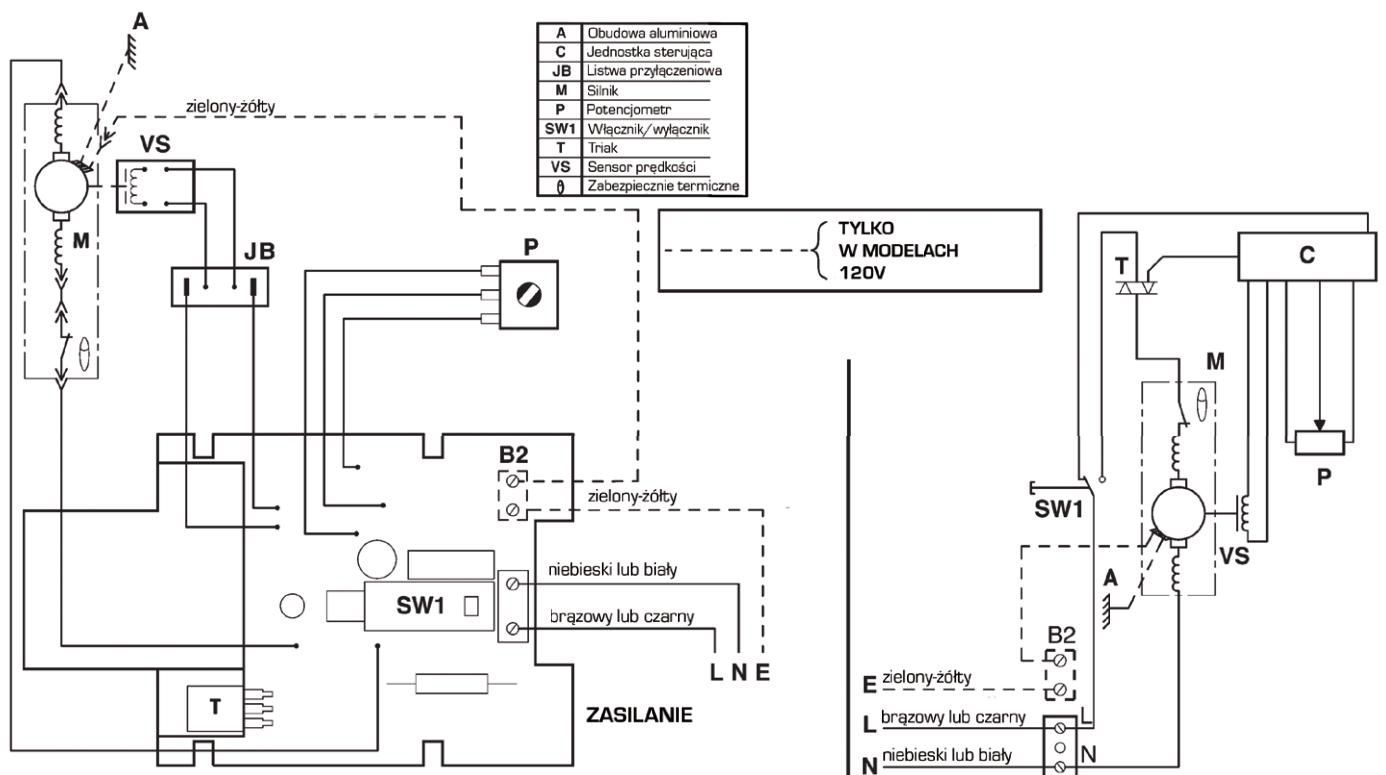 A
zielony-żółty
VS
M
JB
P
A Obudowa aluminiowa
C Jednostka sterująca
JB Listwa przyłączeniowa
M Silnik
P Potencjometr
SW1 Włącznik/wyłącznik
T Triak
VS Sensor prędkości
Zabezpiecznie termiczne
TYLKO
W MODELACH
120V
B2
zielony-żółty
niebieski lub biały
SW1
brązowy lub czarny
L N E
T
ZASILANIE
C
T
M
P
SW1
VS
A
B2
E zielony-żółty
L brązowy lub czarny
L
N niebieski lub biały
N